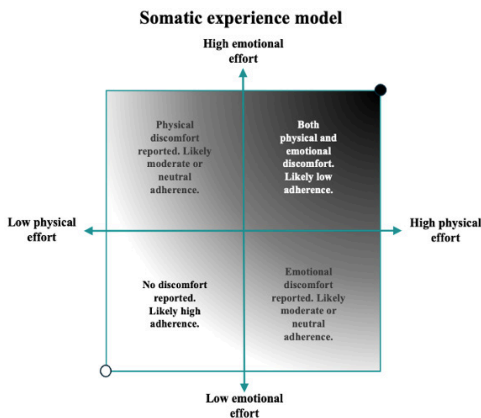 Somatic experience model
High emotional
effort
Physical
discomfort
reported. Likely
moderate or
neutral
adherence.
Both
physical and
emotional
discomfort.
Likely low
adherence.
Low physical
effort
High physical
effort
No discomfort
reported.
Likely high
adherence.
Emotional
discomfort
reported. Likely
moderate or
neutral
adherence.
Low emotional
effort